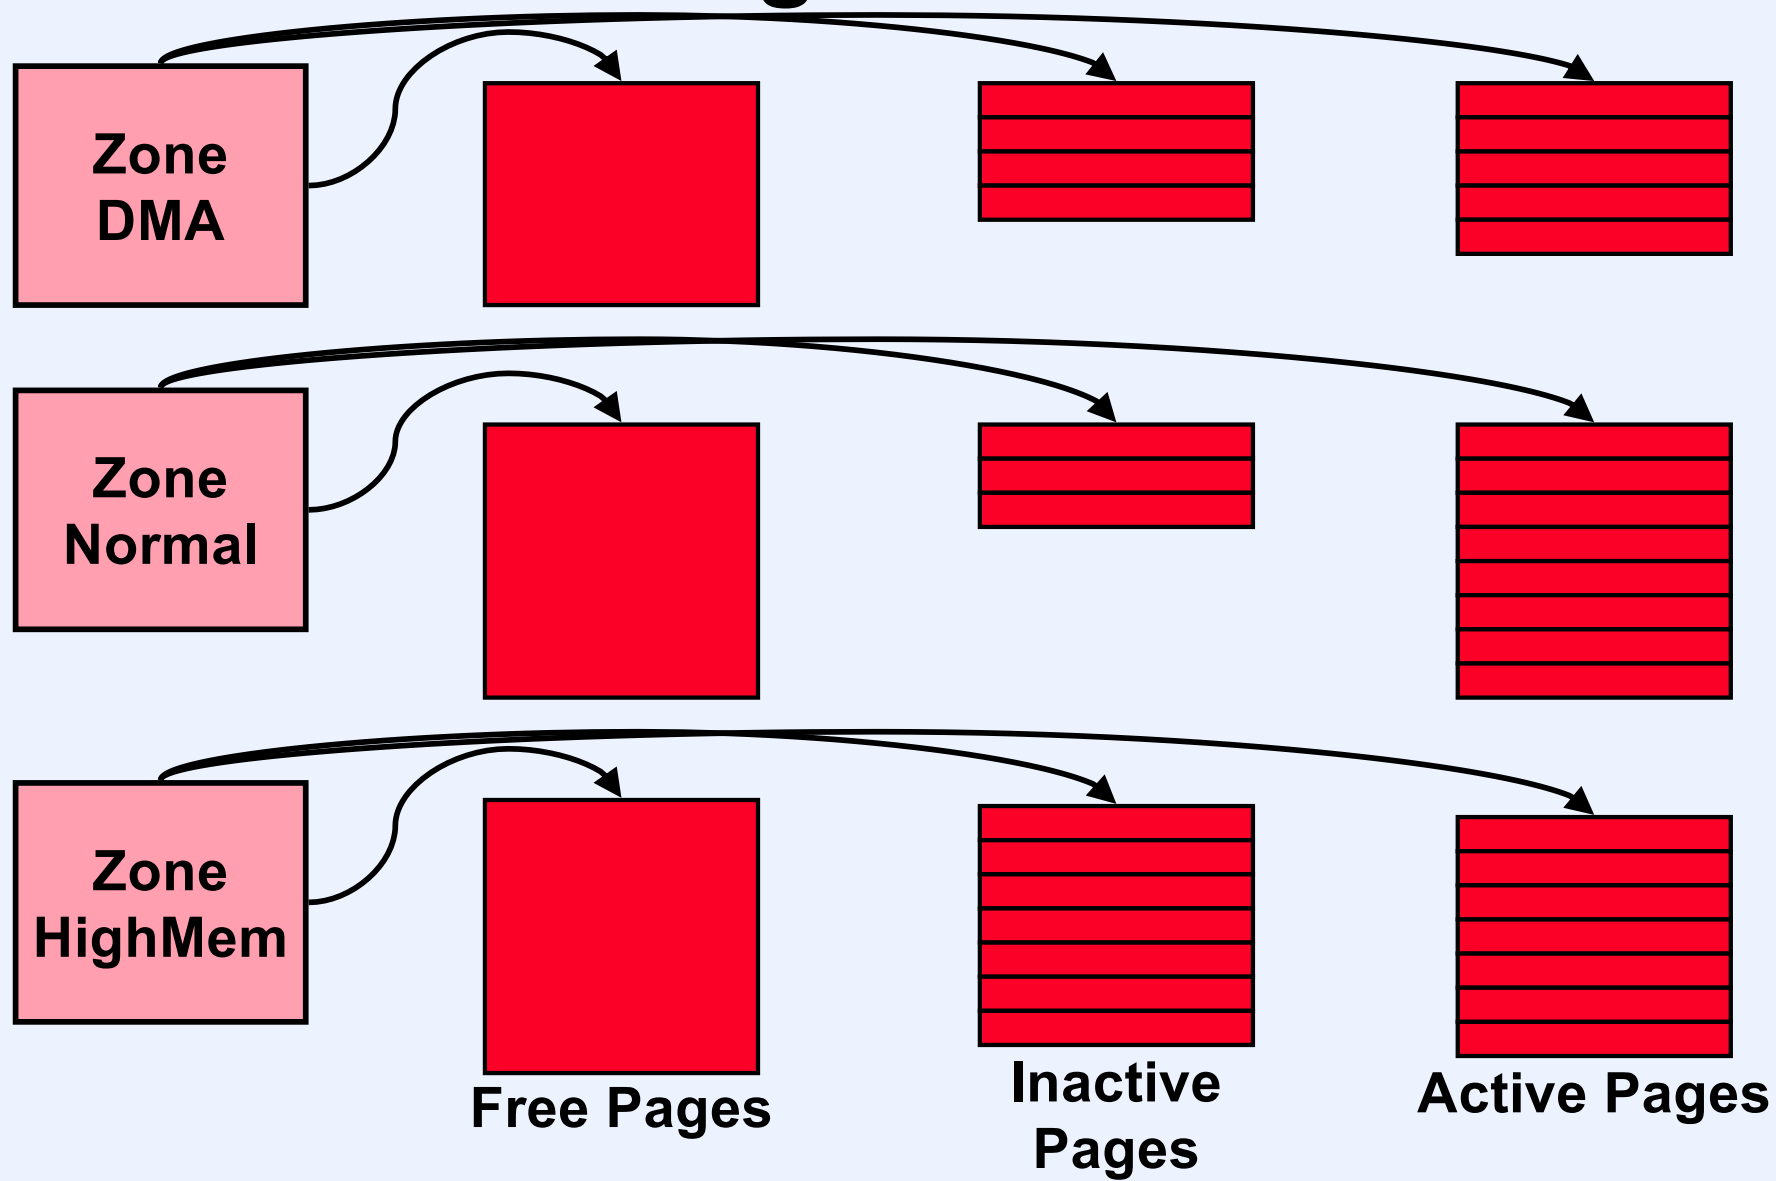 Zone
DMA
Zone
Normal
Zone
HighMem
Free Pages
Inactive
Pages
Active Pages